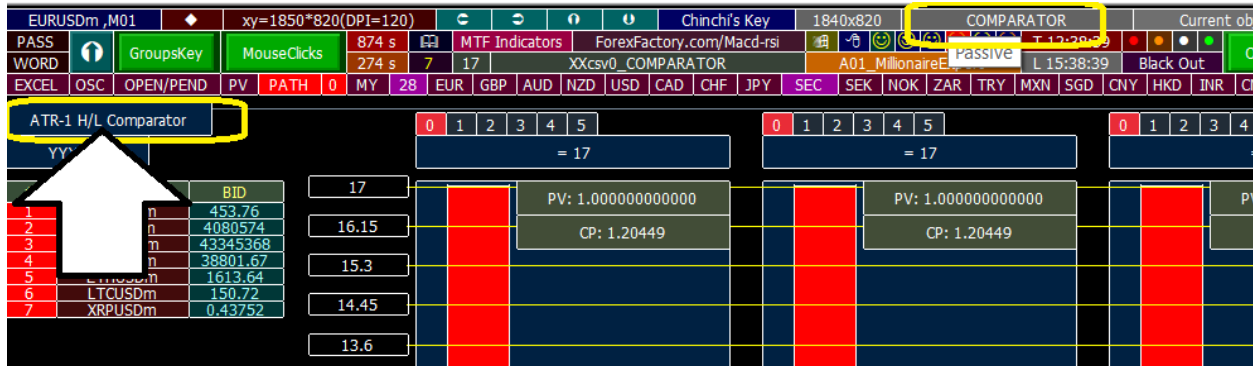 EURUSDm ,M01 xy=1850*820(DPI=120) Chinchi's Key 1840x820 COMPARATOR Current ob
PASS 874 s MTF Indicators ForexFactory.com/Macd-rsi T 12:38:39
GroupsKey MouseClicks Passive
WORD 274 s 7 17 XXcsv0_COMPARATOR A01_MillionaireE L 15:38:39 Black Out
EXCEL OSC OPEN/PEND PV PATH 0 MY 28 EUR GBP AUD NZD USD CAD CHF JPY SEC SEK NOK ZAR TRY MXN SGD CNY HKD INR
ATR-1 H/L Comparator 0 1 2 3 4 5 0 1 2 3 4 5 0 1 2 3 4
YY = 17 = 17 =
BID 17 PV: 1.000000000000 PV: 1.000000000000 PV
1 m 453.76
2 m 4080574 16.15 CP: 1.20449 CP: 1.20449
3 m 43345368
4 m 38801.67 15.3
5 m 1613.64
6 LTCUSDm 150.72 14.45
7 XRPUSDm 0.43752
13.6